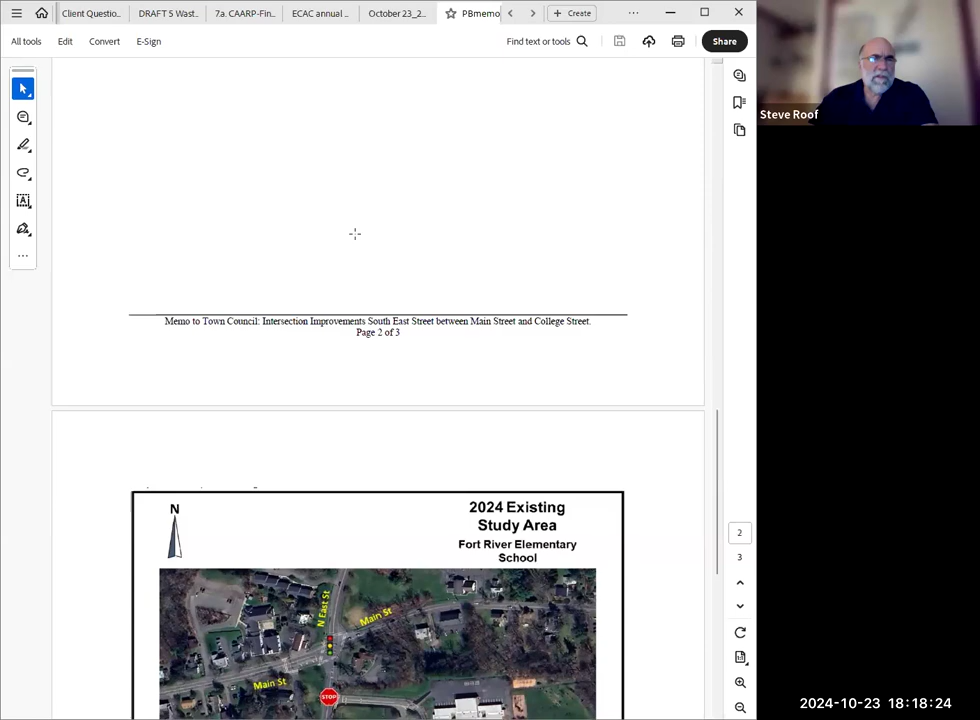 Client Questio...
DRAFT 5 Wast...
7a. CAARP-Fin...
ECAC annual ...
October 23_2...
PBmemo
Create
All tools
Edit
Convert
E-Sign
Find text or tools
Share
Steve Roof
Memo to Town Council: Intersection Improvements South East Street between Main Street and College Street.
Page 2 of 3
N
2024 Existing
Study Area
Fort River Elementary
School
N East St
Main St
Main St
STOP
2
3
2024-10-23 18:18:24